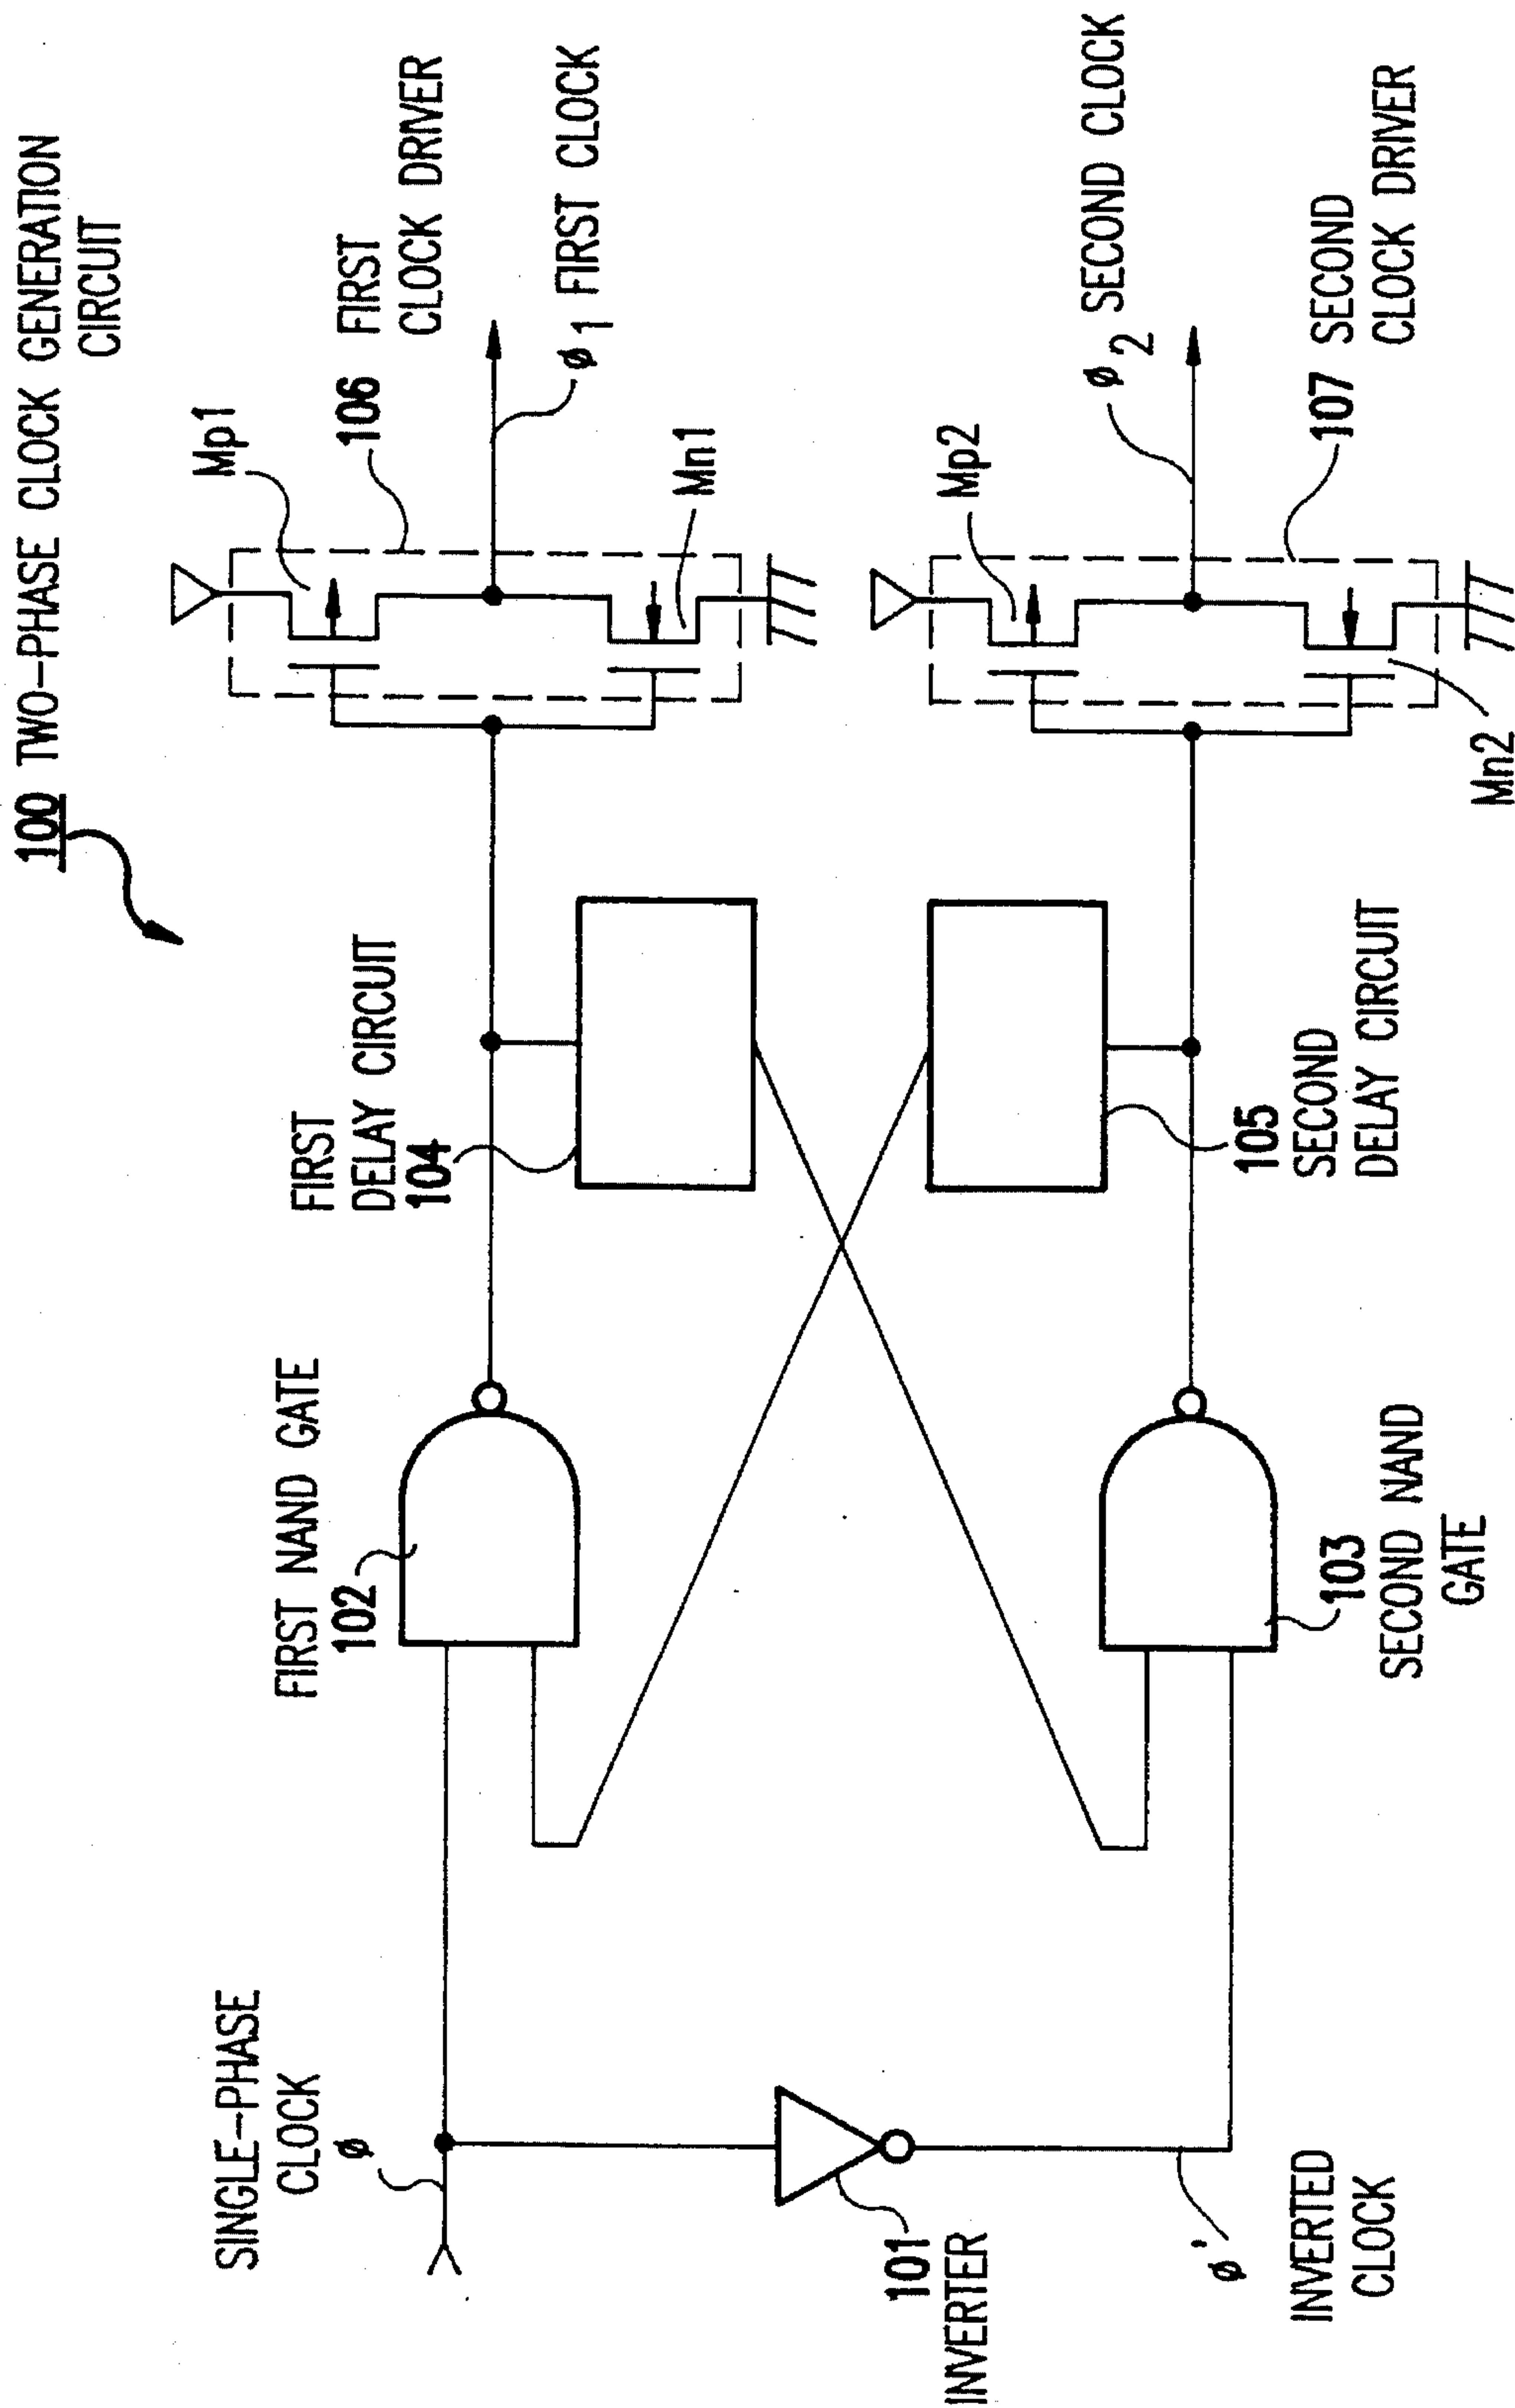 100 TWO-PHASE CLOCK GENERATION
CIRCUIT
SINGLE-PHASE
CLOCK
ø
FIRST NAND GATE
102
FIRST
DELAY CIRCUIT
104
Mp1
106 FIRST
CLOCK DRIVER
ø1 FIRST CLOCK
Mn1
101
INVERTER
ø'
INVERTED
CLOCK
103
SECOND NAND
GATE
105
SECOND
DELAY CIRCUIT
Mp2
ø2 SECOND CLOCK
107 SECOND
CLOCK DRIVER
Mn2